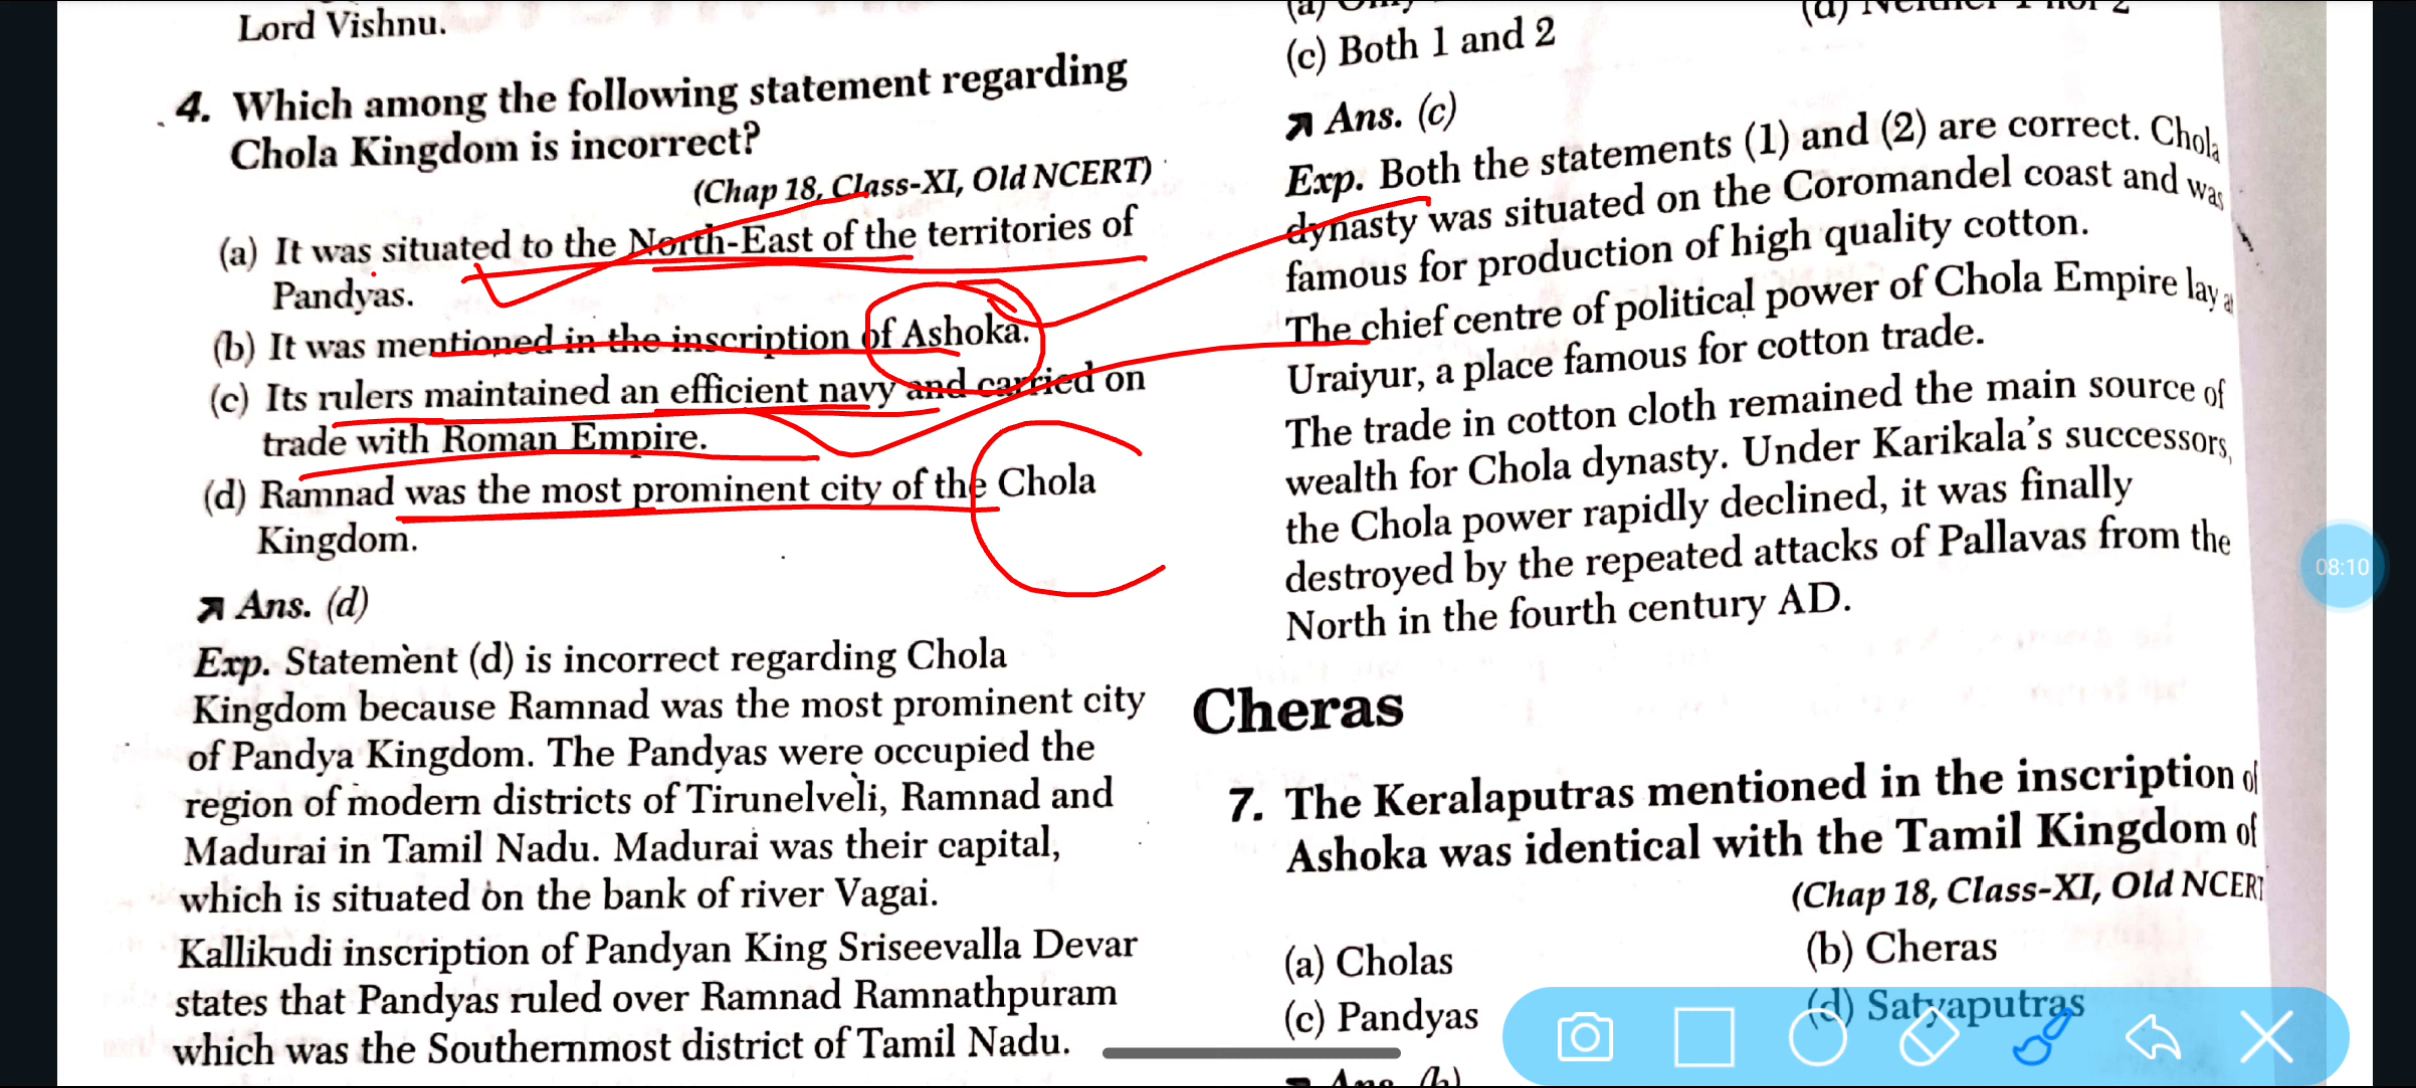 Lord Vishnu.
4. Which among the following statement regarding
Chola Kingdom is incorrect?
(Chap 18, Class-XI, Old NCERT)
(a) It was situated to the North-East of the territories of
Pandyas.
(b) It was mentioned in the inscription of Ashoka.
(c) Its rulers maintained an efficient navy and carried on
trade with Roman Empire.
(d) Ramnad was the most prominent city of the Chola
Kingdom.
Ans. (d)
Exp. Statement (d) is incorrect regarding Chola
Kingdom because Ramnad was the most prominent city
of Pandya Kingdom. The Pandyas were occupied the
region of modern districts of Tirunelveli, Ramnad and
Madurai in Tamil Nadu. Madurai was their capital,
which is situated on the bank of river Vagai.
Kallikudi inscription of Pandyan King Sriseevalla Devar
states that Pandyas ruled over Ramnad Ramnathpuram
which was the Southernmost district of Tamil Nadu.
(c) Both 1 and 2
Ans. (c)
Exp. Both the statements (1) and (2) are correct. Chola
dynasty was situated on the Coromandel coast and was
famous for production of high quality cotton.
The chief centre of political power of Chola Empire lay
Uraiyur, a place famous for cotton trade.
The trade in cotton cloth remained the main source of
wealth for Chola dynasty. Under Karikala's successors,
the Chola power rapidly declined, it was finally
destroyed by the repeated attacks of Pallavas from the
North in the fourth century AD.
Cheras
7. The Keralaputras mentioned in the inscription of
Ashoka was identical with the Tamil Kingdom of
(Chap 18, Class-XI, Old NCERT
(a) Cholas (b) Cheras
(c) Pandyas (d) Satyaputras
08:10